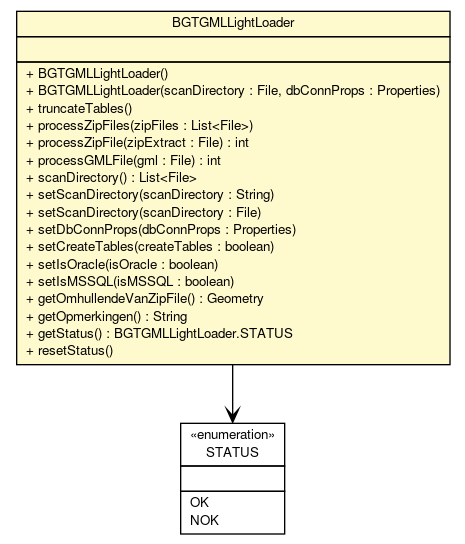 BGTGMLLightLoader
+ BGTGMLLightLoader()
+ BGTGMLLightLoader(scanDirectory : File, dbConnProps : Properties)
+ truncateTables()
+ processZipFiles(zipFiles : List<File>)
+ processZipFile(zipExtract : File) : int
+ processGMLFile(gml : File) : int
+ scanDirectory() : List<File>
+ setScanDirectory(scanDirectory : String)
+ setScanDirectory(scanDirectory : File)
+ setDbConnProps(dbConnProps : Properties)
+ setCreateTables(createTables : boolean)
+ setIsOracle(isOracle : boolean)
+ setIsMSSQL(isMSSQL : boolean)
+ getOmhullendeVanZipFile() : Geometry
+ getOpmerkingen() : String
+ getStatus() : BGTGMLLightLoader.STATUS
+ resetStatus()
«enumeration»
STATUS
OK
NOK